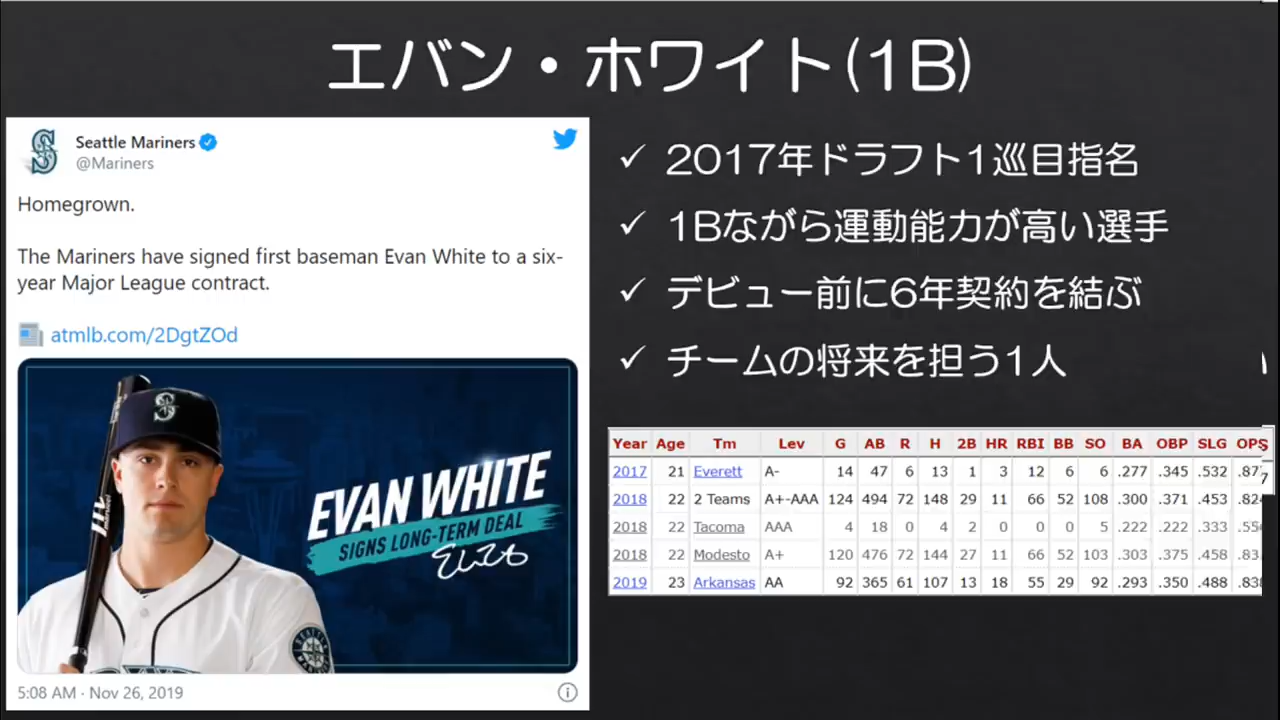 エバン・ホワイト(1B)
Seattle Mariners
@Mariners
Homegrown.
The Mariners have signed first baseman Evan White to a six-
year Major League contract.
atmlb.com/2DgtZOd
S
EVAN WHITE
SIGNS LONG-TERM DEAL
5:08 AM · Nov 26, 2019
✓ 2017年ドラフト1巡目指名
✓ 1Bながら運動能力が高い選手
✓ デビュー前に6年契約を結ぶ
✓ チームの将来を担う1人
Year Age Tm Lev G AB R H 2B HR RBI BB SO BA OBP SLG OPS
2017 21 Everett A- 14 47 6 13 1 3 12 6 6 .277 .345 .532 .877
2018 22 2 Teams A+-AAA 124 494 72 148 29 11 66 52 108 .300 .371 .453 .824
2018 22 Tacoma AAA 4 18 0 4 2 0 0 0 5 .222 .222 .333
2018 22 Modesto A+ 120 476 72 144 27 11 66 52 103 .303 .375 .458
2019 23 Arkansas AA 92 365 61 107 13 18 55 29 92 .293 .350 .488